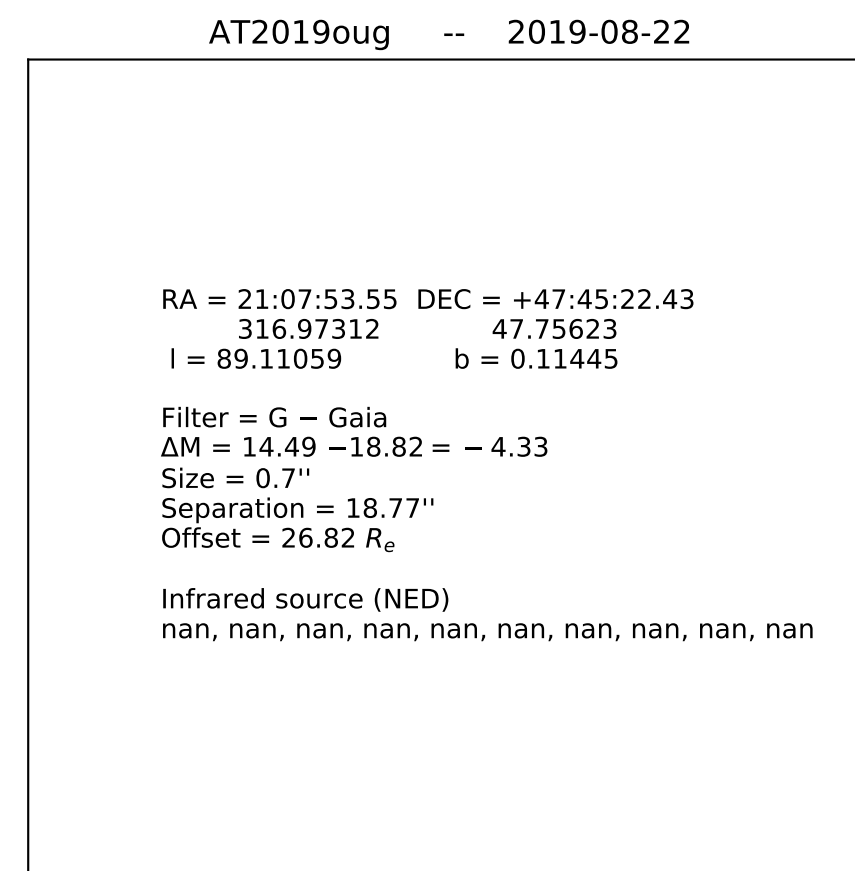 AT2019oug -- 2019-08-22
RA = 21:07:53.55 DEC = +47:45:22.43
316.97312 47.75623
l = 89.11059 b = 0.11445
Filter = G − Gaia
ΔM = 14.49 −18.82 = − 4.33
Size = 0.7''
Separation = 18.77''
Offset = 26.82 Rₑ
Infrared source (NED)
nan, nan, nan, nan, nan, nan, nan, nan, nan, nan